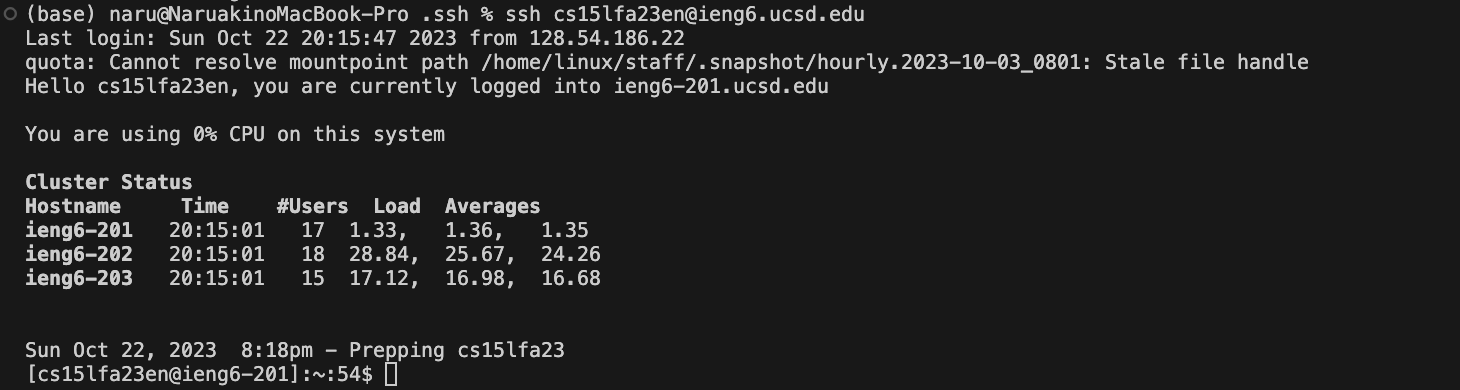 (base) naru@NaruakinoMacBook-Pro .ssh % ssh cs15lfa23en@ieng6.ucsd.edu
Last login: Sun Oct 22 20:15:47 2023 from 128.54.186.22
quota: Cannot resolve mountpoint path /home/linux/staff/.snapshot/hourly.2023-10-03_0801: Stale file handle
Hello cs15lfa23en, you are currently logged into ieng6-201.ucsd.edu
You are using 0% CPU on this system
Cluster Status
Hostname     Time    #Users  Load  Averages
ieng6-201   20:15:01   17  1.33,   1.36,   1.35
ieng6-202   20:15:01   18  28.84,  25.67,  24.26
ieng6-203   20:15:01   15  17.12,  16.98,  16.68
Sun Oct 22, 2023  8:18pm - Prepping cs15lfa23
[cs15lfa23en@ieng6-201]:~:54$